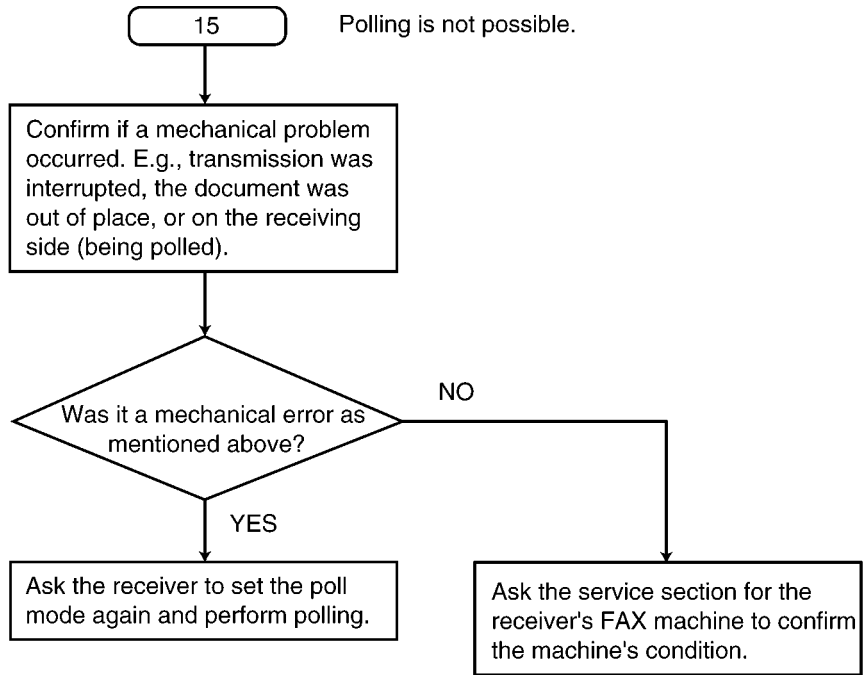 15
Polling is not possible.
Confirm if a mechanical problem
occurred. E.g., transmission was
interrupted, the document was
out of place, or on the receiving
side (being polled).
Was it a mechanical error as
mentioned above?
NO
YES
Ask the receiver to set the poll
mode again and perform polling.
Ask the service section for the
receiver's FAX machine to confirm
the machine's condition.